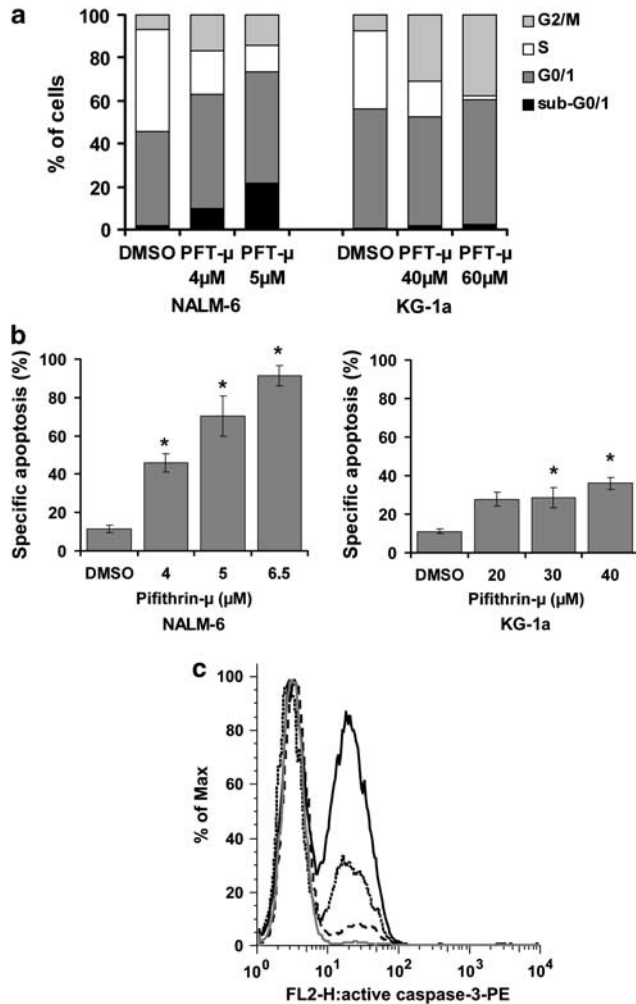 a
100
80
60
40
20
0
% of cells
G2/M
S
G0/1
sub-G0/1
DMSO PFT-µ PFT-µ
4µM 5µM
NALM-6
DMSO PFT-µ PFT-µ
40µM 60µM
KG-1a
b
100
80
60
40
20
0
Specific apoptosis (%)
* * *
DMSO 4 5 6.5
Pifithrin-µ (µM)
NALM-6
100
80
60
40
20
0
Specific apoptosis (%)
* *
DMSO 20 30 40
Pifithrin-µ (µM)
KG-1a
c
100
80
60
40
20
0
% of Max
10⁰ 10¹ 10² 10³ 10⁴
FL2-H:active caspase-3-PE